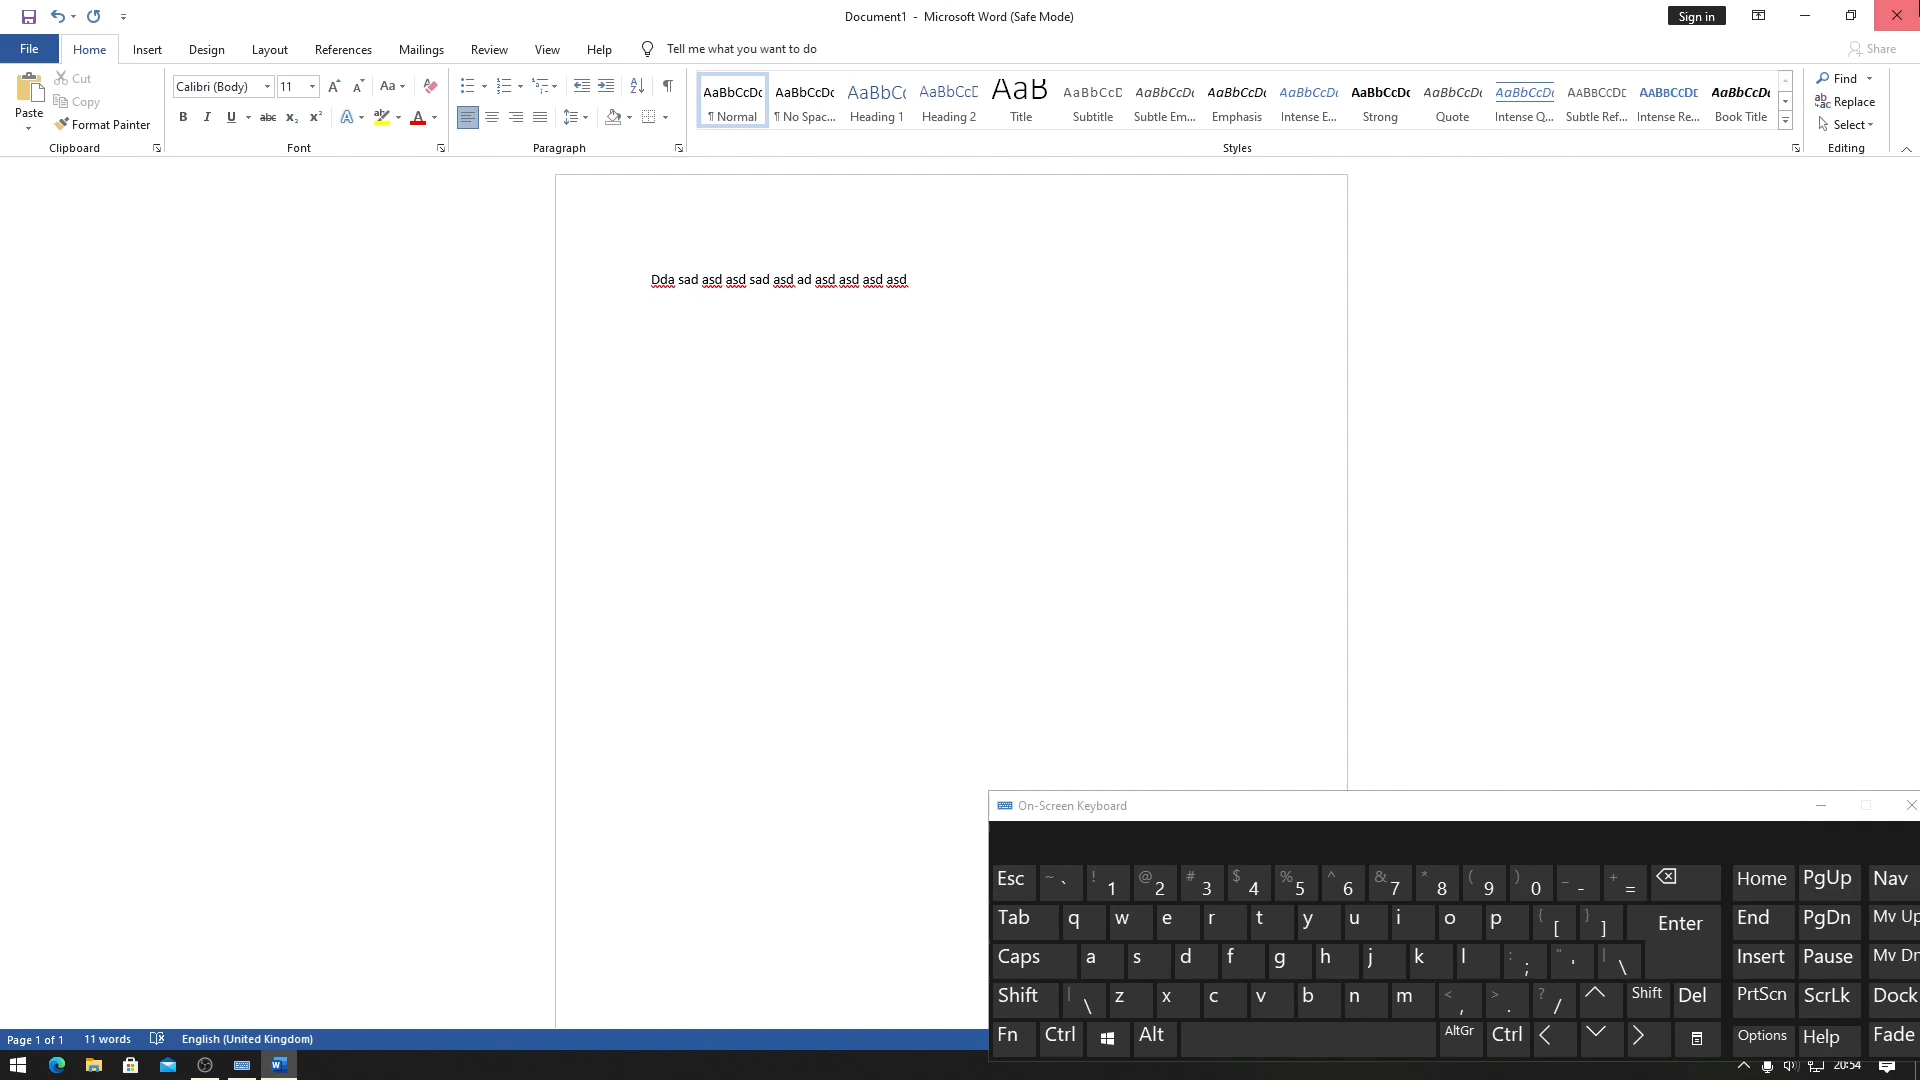 Document1 - Microsoft Word (Safe Mode)
Sign in
File Home Insert Design Layout References Mailings Review View Help Tell me what you want to do Share
Paste
Cut
Copy
Format Painter
Clipboard
Calibri (Body) 11
Font
Paragraph
AaBbCcDc AaBbCcDc AaBbCc AaBbCcD AaB AaBbCcD AaBbCcDc AaBbCcDc AaBbCcDc AaBbCcDc AaBbCcDc AaBbCcDc AaBbCcDc AaBbCcDc AaBbCcDc
¶ Normal ¶ No Spac... Heading 1 Heading 2 Title Subtitle Subtle Em... Emphasis Intense E... Strong Quote Intense Q... Subtle Ref... Intense Re... Book Title
Styles
Find
Replace
Select
Editing
Dda sad asd asd sad asd ad asd asd asd asd
On-Screen Keyboard
Esc ~ ` ! 1 @ 2 # 3 $ 4 % 5 ^ 6 & 7 * 8 ( 9 ) 0 _ - + = Home PgUp Nav
Tab q w e r t y u i o p { [ } ] Enter End PgDn Mv Up
Caps a s d f g h j k l : ; " ' | \ Insert Pause Mv Dn
Shift | \ z x c v b n m < , > . ? / Shift Del PrtScn ScrLk Dock
Fn Ctrl Alt AltGr Ctrl Options Help Fade
Page 1 of 1 11 words English (United Kingdom)
20:54